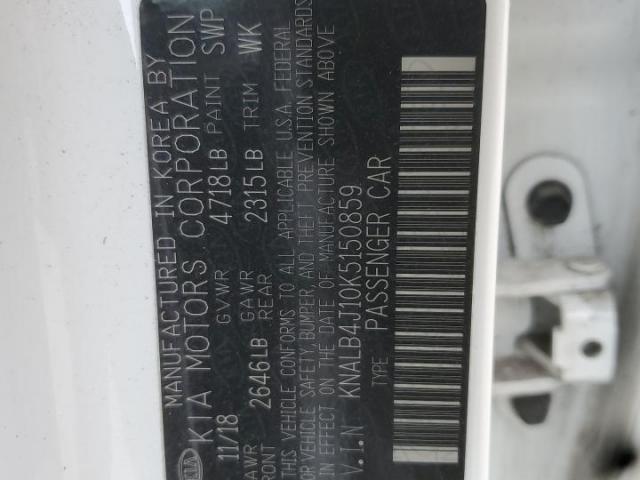 KIA
MANUFACTURED IN KOREA BY
KIA MOTORS CORPORATION
11/18 GVWR 4718LB PAINT SWP
GAWR FRONT 2646LB GAWR REAR 2315LB TRIM WK
THIS VEHICLE CONFORMS TO ALL APPLICABLE U.S.A. FEDERAL
MOTOR VEHICLE SAFETY, BUMPER, AND THEFT PREVENTION STANDARDS
IN EFFECT ON THE DATE OF MANUFACTURE SHOWN ABOVE
V.I.N KNALB4J10K5150859
TYPE PASSENGER CAR